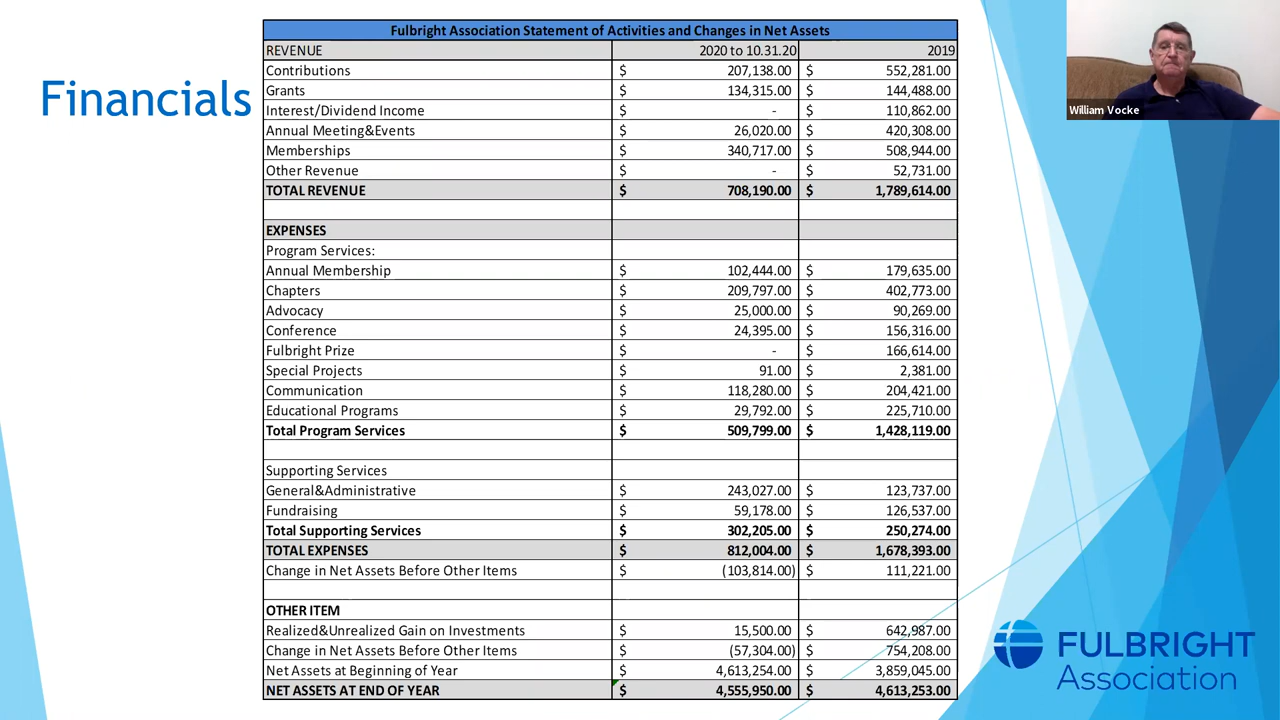 Financials
Fulbright Association Statement of Activities and Changes in Net Assets
REVENUE 2020 to 10.31.20 2019
Contributions $ 207,138.00 $ 552,281.00
Grants $ 134,315.00 $ 144,488.00
Interest/Dividend Income $ - $ 110,862.00
Annual Meeting&Events $ 26,020.00 $ 420,308.00
Memberships $ 340,717.00 $ 508,944.00
Other Revenue $ - $ 52,731.00
TOTAL REVENUE $ 708,190.00 $ 1,789,614.00
EXPENSES
Program Services:
Annual Membership $ 102,444.00 $ 179,635.00
Chapters $ 209,797.00 $ 402,773.00
Advocacy $ 25,000.00 $ 90,269.00
Conference $ 24,395.00 $ 156,316.00
Fulbright Prize $ - $ 166,614.00
Special Projects $ 91.00 $ 2,381.00
Communication $ 118,280.00 $ 204,421.00
Educational Programs $ 29,792.00 $ 225,710.00
Total Program Services $ 509,799.00 $ 1,428,119.00
Supporting Services
General&Administrative $ 243,027.00 $ 123,737.00
Fundraising $ 59,178.00 $ 126,537.00
Total Supporting Services $ 302,205.00 $ 250,274.00
TOTAL EXPENSES $ 812,004.00 $ 1,678,393.00
Change in Net Assets Before Other Items $ (103,814.00) $ 111,221.00
OTHER ITEM
Realized&Unrealized Gain on Investments $ 15,500.00 $ 642,987.00
Change in Net Assets Before Other Items $ (57,304.00) $ 754,208.00
Net Assets at Beginning of Year $ 4,613,254.00 $ 3,859,045.00
NET ASSETS AT END OF YEAR $ 4,555,950.00 $ 4,613,253.00
William Vocke
FULBRIGHT
Association